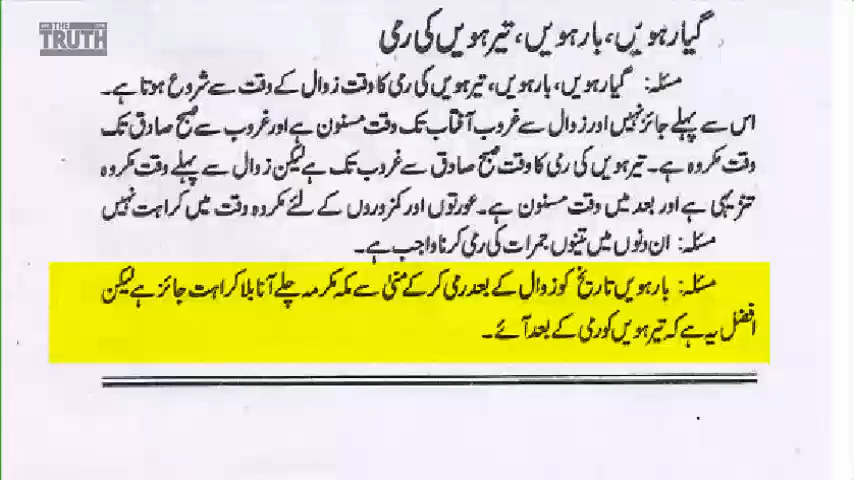 THE
TRUTH
گیارہویں، بارہویں، تیرہویں کی رمی
مسئلہ: گیارہویں، بارہویں، تیرہویں کی رمی کا وقت زوال کے وقت سے شروع ہوتا ہے۔
اس سے پہلے جائز نہیں اور زوال سے غروب آفتاب تک وقت مسنون ہے اور غروب سے صبح صادق تک
وقت مکروہ ہے۔ تیرہویں کی رمی کا وقت صبح صادق سے غروب تک ہے لیکن زوال سے پہلے وقت مکروہ
تنزیہی ہے اور بعد میں وقت مسنون ہے۔ عورتوں اور کمزوروں کے لئے مکروہ وقت میں کراہت نہیں
مسئلہ: ان دنوں میں تینوں جمرات کی رمی کرنا واجب ہے۔
مسئلہ: بارہویں تاریخ کو زوال کے بعد رمی کر کے منیٰ سے مکہ مکرمہ چلے آنا بلا کراہت جائز ہے لیکن
افضل یہ ہے کہ تیرہویں کو رمی کے بعد آئے۔